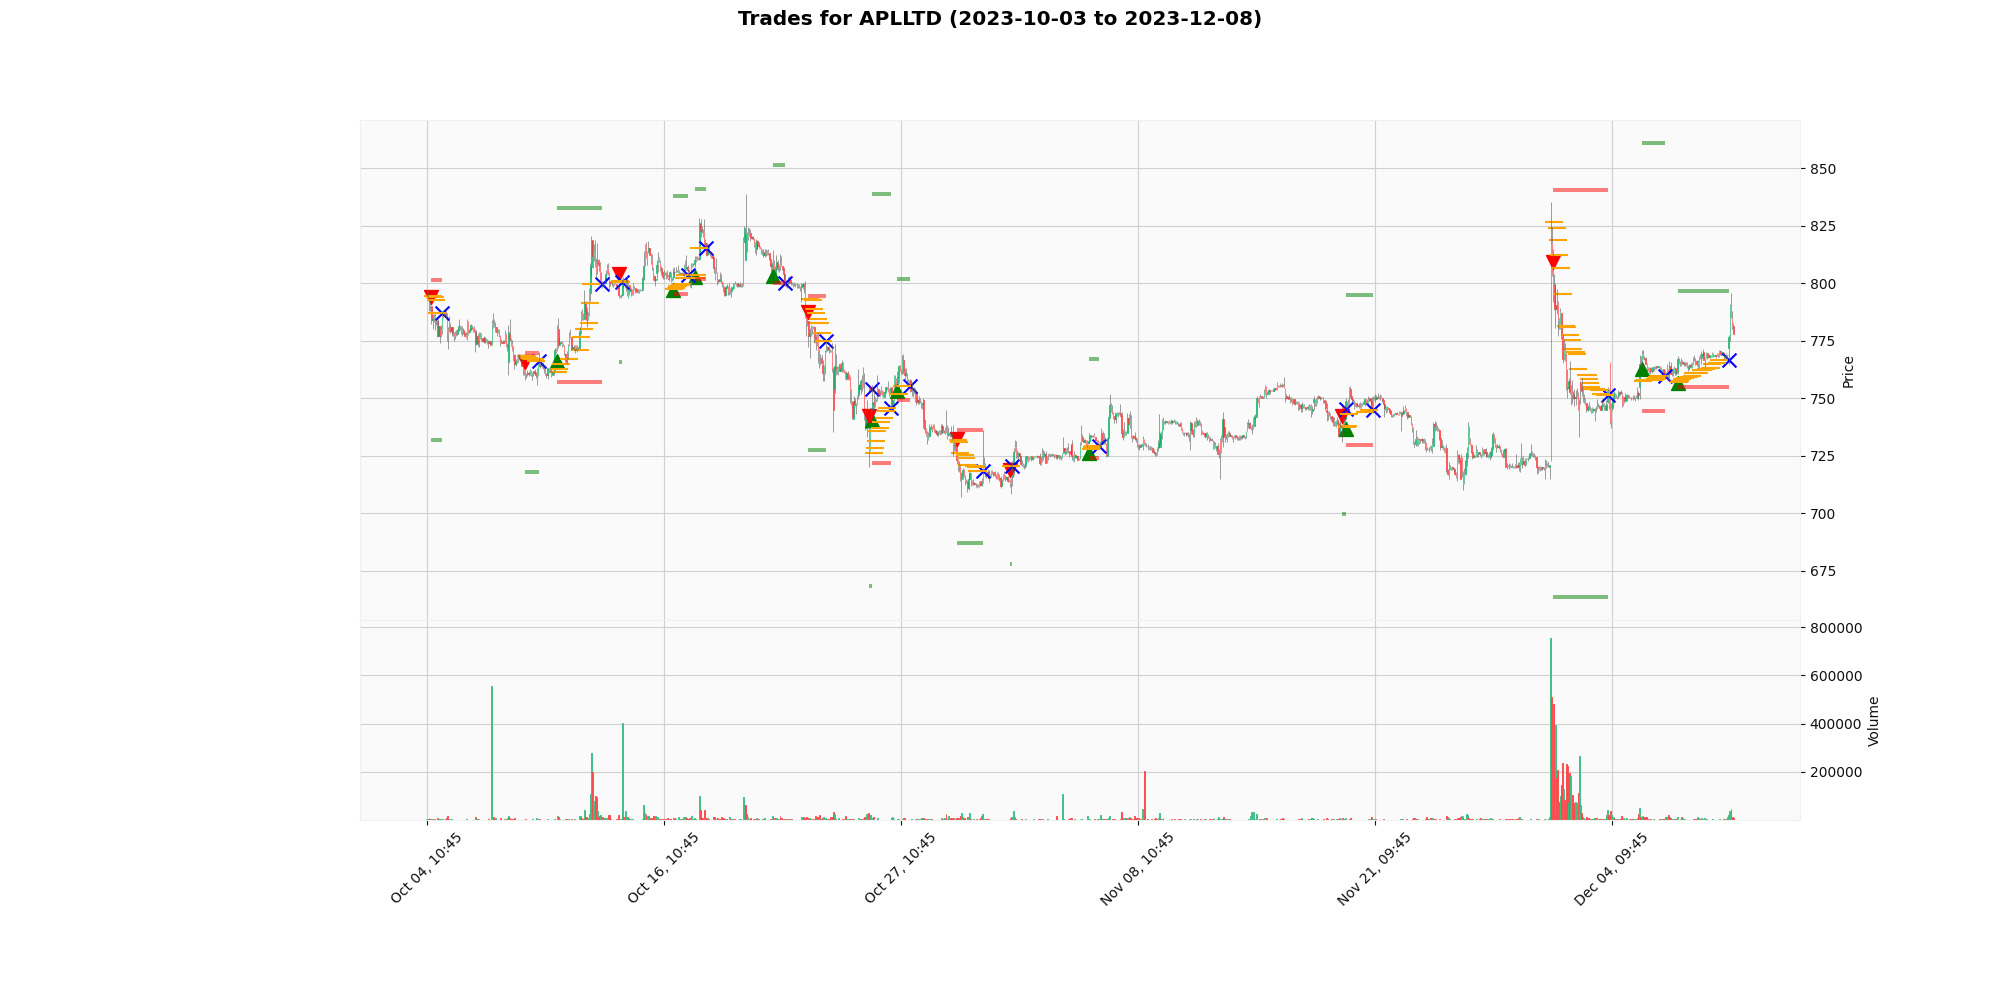 Trades for APLLTD (2023-10-03 to 2023-12-08)
850
825
800
775
750
725
700
675
Price
800000
600000
400000
200000
Volume
Oct 04, 10:45
Oct 16, 10:45
Oct 27, 10:45
Nov 08, 10:45
Nov 21, 09:45
Dec 04, 09:45